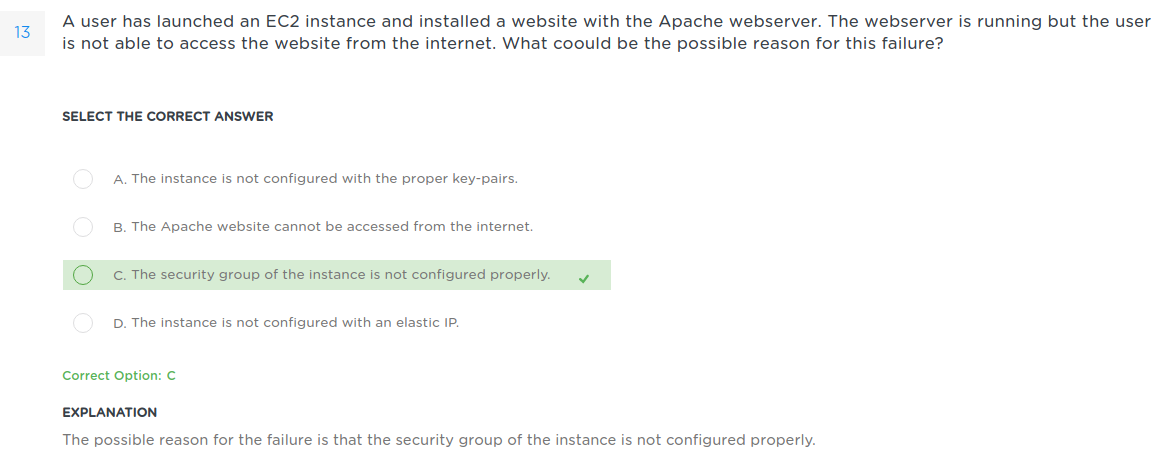 13
A user has launched an EC2 instance and installed a website with the Apache webserver. The webserver is running but the user
is not able to access the website from the internet. What coould be the possible reason for this failure?
SELECT THE CORRECT ANSWER
A. The instance is not configured with the proper key-pairs.
B. The Apache website cannot be accessed from the internet.
C. The security group of the instance is not configured properly.
D. The instance is not configured with an elastic IP.
Correct Option: C
EXPLANATION
The possible reason for the failure is that the security group of the instance is not configured properly.